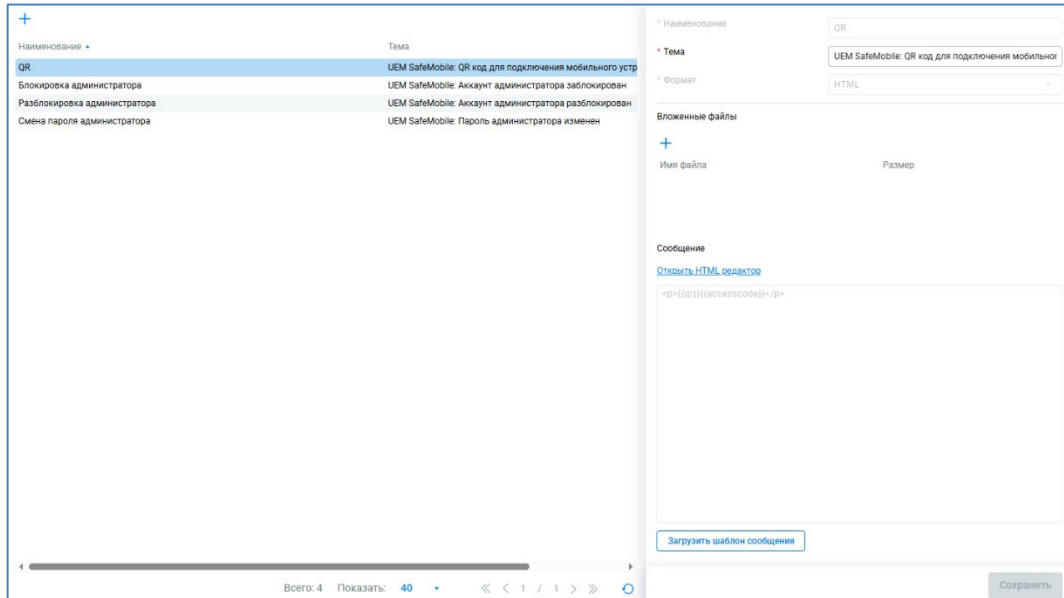 +
Наименование ▲ Тема
QR UEM SafeMobile: QR код для подключения мобильного устр
Блокировка администратора UEM SafeMobile: Аккаунт администратора заблокирован
Разблокировка администратора UEM SafeMobile: Аккаунт администратора разблокирован
Смена пароля администратора UEM SafeMobile: Пароль администратора изменен
Всего: 4 Показать: 40 1 / 1
* Наименование QR
* Тема UEM SafeMobile: QR код для подключения мобильног
* Формат HTML
Вложенные файлы
+
Имя файла Размер
Сообщение
Открыть HTML редактор
<p>{{qr}}{{accesscode}}</p>
Загрузить шаблон сообщения
Сохранить